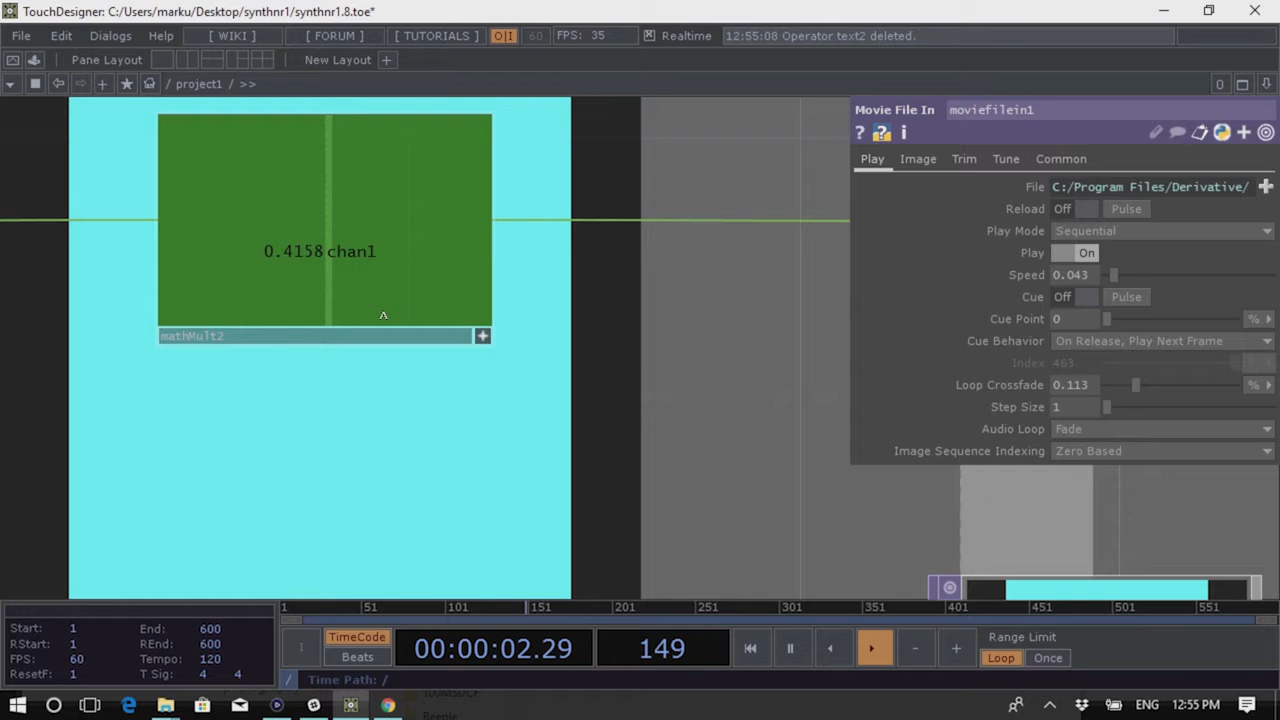 TouchDesigner: C:/Users/marku/Desktop/synthnr1/synthnr1.8.toe*
File Edit Dialogs Help [ WIKI ] [ FORUM ] [ TUTORIALS ] O|I 60 FPS: 35 Realtime 12:55:08 Operator text2 deleted.
Pane Layout New Layout +
/ project1 / >> 0
Movie File In moviefilein1
? ? i
Play Image Trim Tune Common
File C:/Program Files/Derivative/
Reload Off Pulse
Play Mode Sequential
Play On
Speed 0.043
Cue Off Pulse
Cue Point 0 %
Cue Behavior On Release, Play Next Frame
Index 463
Loop Crossfade 0.113 %
Step Size 1
Audio Loop Fade
Image Sequence Indexing Zero Based
0.4158 chan1
mathMult2
1 51 101 151 201 251 301 351 401 451 501 551
Start: 1 End: 600
RStart: 1 REnd: 600
FPS: 60 Tempo: 120
ResetF: 1 T Sig: 4 4
TimeCode
Beats
00:00:02.29 149
Range Limit
Loop Once
/ Time Path: /
ENG 12:55 PM